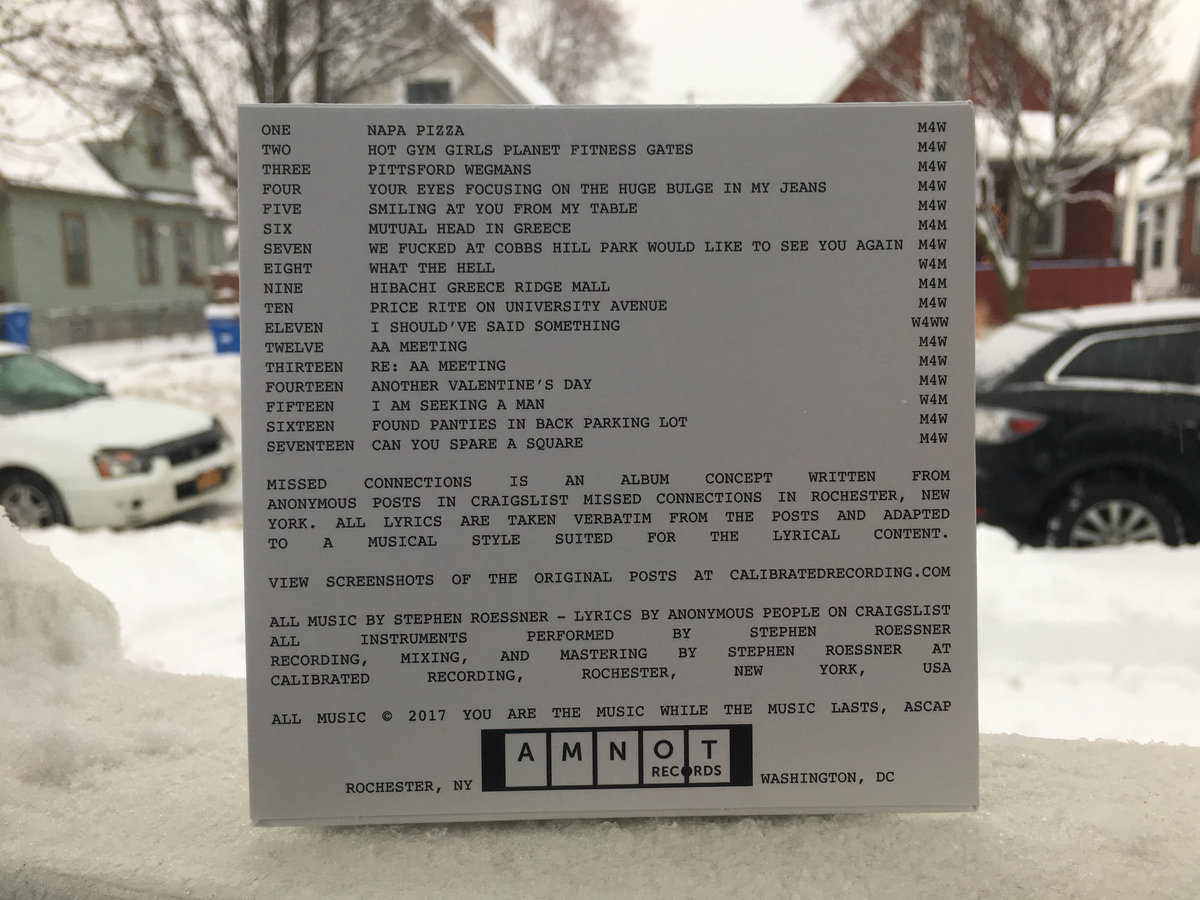 ONE NAPA PIZZA M4W
TWO HOT GYM GIRLS PLANET FITNESS GATES M4W
THREE PITTSFORD WEGMANS M4W
FOUR YOUR EYES FOCUSING ON THE HUGE BULGE IN MY JEANS M4W
FIVE SMILING AT YOU FROM MY TABLE M4W
SIX MUTUAL HEAD IN GREECE M4M
SEVEN WE FUCKED AT COBBS HILL PARK WOULD LIKE TO SEE YOU AGAIN M4W
EIGHT WHAT THE HELL W4M
NINE HIBACHI GREECE RIDGE MALL M4M
TEN PRICE RITE ON UNIVERSITY AVENUE M4W
ELEVEN I SHOULD'VE SAID SOMETHING W4WW
TWELVE AA MEETING M4W
THIRTEEN RE: AA MEETING M4W
FOURTEEN ANOTHER VALENTINE'S DAY M4W
FIFTEEN I AM SEEKING A MAN W4M
SIXTEEN FOUND PANTIES IN BACK PARKING LOT M4W
SEVENTEEN CAN YOU SPARE A SQUARE M4W
MISSED CONNECTIONS IS AN ALBUM CONCEPT WRITTEN FROM
ANONYMOUS POSTS IN CRAIGSLIST MISSED CONNECTIONS IN ROCHESTER, NEW
YORK. ALL LYRICS ARE TAKEN VERBATIM FROM THE POSTS AND ADAPTED
TO A MUSICAL STYLE SUITED FOR THE LYRICAL CONTENT.
VIEW SCREENSHOTS OF THE ORIGINAL POSTS AT CALIBRATEDRECORDING.COM
ALL MUSIC BY STEPHEN ROESSNER – LYRICS BY ANONYMOUS PEOPLE ON CRAIGSLIST
ALL INSTRUMENTS PERFORMED BY STEPHEN ROESSNER
RECORDING, MIXING, AND MASTERING BY STEPHEN ROESSNER AT
CALIBRATED RECORDING, ROCHESTER, NEW YORK, USA
ALL MUSIC © 2017 YOU ARE THE MUSIC WHILE THE MUSIC LASTS, ASCAP
AMNOT
RECORDS
ROCHESTER, NY WASHINGTON, DC